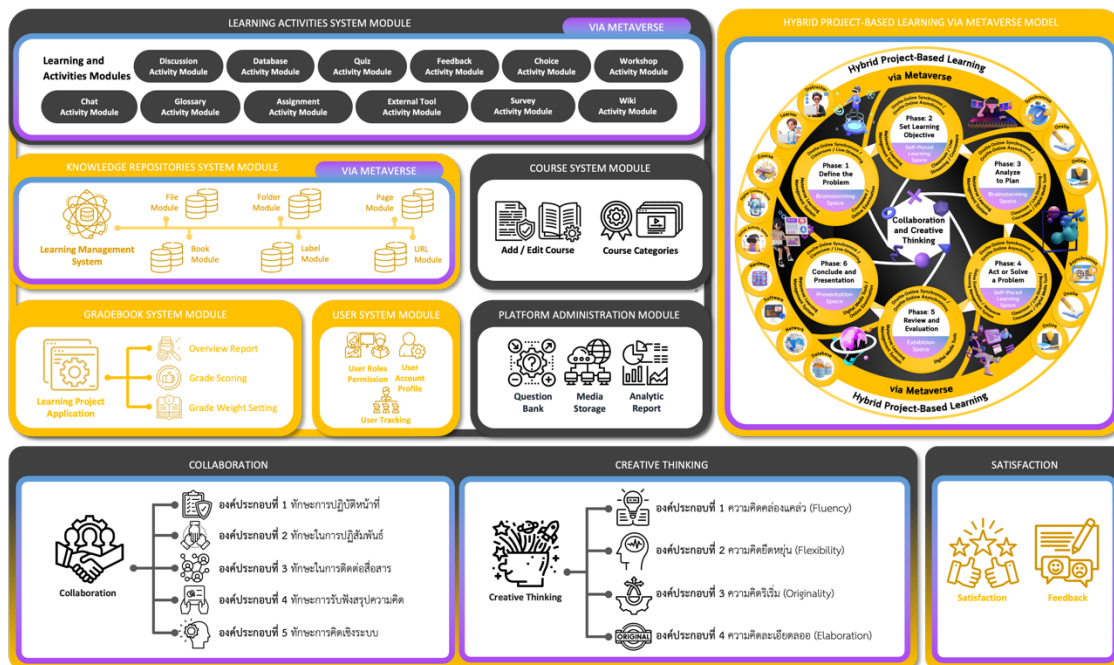 LEARNING ACTIVITIES SYSTEM MODULE
VIA METAVERSE
Learning and
Activities Modules
Discussion
Activity Module
Database
Activity Module
Quiz
Activity Module
Feedback
Activity Module
Choice
Activity Module
Workshop
Activity Module
Chat
Activity Module
Glossary
Activity Module
Assignment
Activity Module
External Tool
Activity Module
Survey
Activity Module
Wiki
Activity Module
KNOWLEDGE REPOSITORIES SYSTEM MODULE
VIA METAVERSE
Learning Management
System
File
Module
Folder
Module
Page
Module
Book
Module
Label
Module
URL
Module
COURSE SYSTEM MODULE
Add / Edit Course
Course Categories
GRADEBOOK SYSTEM MODULE
Learning Project
Application
Overview Report
Grade Scoring
Grade Weight Setting
USER SYSTEM MODULE
User Roles
Permission
User
Account
Profile
User Tracking
PLATFORM ADMINISTRATION MODULE
Question
Bank
Media
Storage
Analytic
Report
HYBRID PROJECT-BASED LEARNING VIA METAVERSE MODEL
Hybrid Project-Based Learning
via Metaverse
Instructor
Learner
Course
Hardware
Software
Network
Database
Synchronous
Onsite
Online
Asynchronous
Onsite
Online
Phase: 1
Define the
Problem
Brainstorming
Space
Phase: 2
Set Learning
Objective
Self-Paced
Learning
Space
Phase: 3
Analyze
to Plan
Brainstorming
Space
Collaboration
and Creative
Thinking
Phase: 4
Act or Solve
a Problem
Self-Paced
Learning
Space
Phase: 5
Review and
Evaluation
Exhibition
Space
Phase: 6
Conclude and
Presentation
Presentation
Space
via Metaverse
Hybrid Project-Based Learning
COLLABORATION
Collaboration
องค์ประกอบที่ 1 ทักษะการปฏิบัติหน้าที่
องค์ประกอบที่ 2 ทักษะในการปฏิสัมพันธ์
องค์ประกอบที่ 3 ทักษะในการติดต่อสื่อสาร
องค์ประกอบที่ 4 ทักษะการรับฟังสรุปความคิด
องค์ประกอบที่ 5 ทักษะการคิดเชิงระบบ
CREATIVE THINKING
Creative Thinking
องค์ประกอบที่ 1 ความคิดคล่องแคล่ว (Fluency)
องค์ประกอบที่ 2 ความคิดยืดหยุ่น (Flexibility)
องค์ประกอบที่ 3 ความคิดริเริ่ม (Originality)
ORIGINAL
องค์ประกอบที่ 4 ความคิดละเอียดลออ (Elaboration)
SATISFACTION
Satisfaction
Feedback